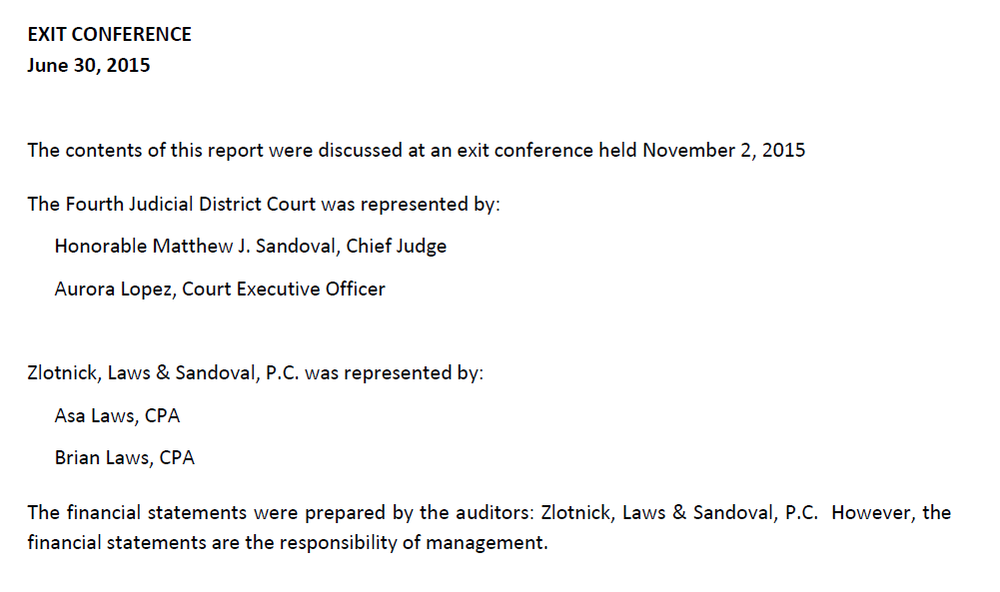 EXIT CONFERENCE
June 30, 2015
The contents of this report were discussed at an exit conference held November 2, 2015
The Fourth Judicial District Court was represented by:
Honorable Matthew J. Sandoval, Chief Judge
Aurora Lopez, Court Executive Officer
Zlotnick, Laws & Sandoval, P.C. was represented by:
Asa Laws, CPA
Brian Laws, CPA
The financial statements were prepared by the auditors: Zlotnick, Laws & Sandoval, P.C.  However, the
financial statements are the responsibility of management.